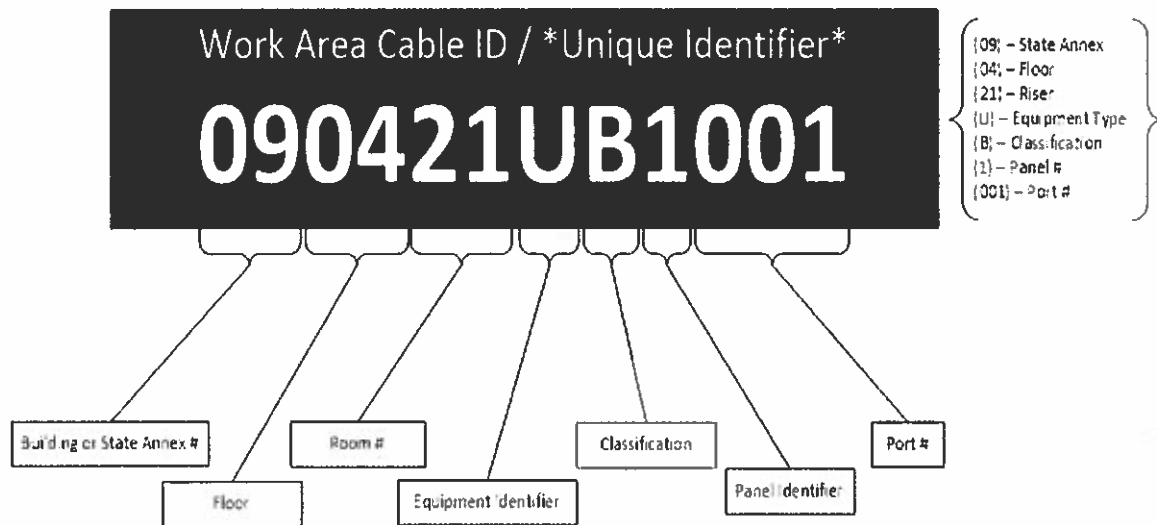 Work Area Cable ID / *Unique Identifier*
090421UB1001
(09) – State Annex
(04) – Floor
(21) – Riser
(U) – Equipment Type
(B) – Classification
(1) – Panel #
(001) – Port #
Building or State Annex #
Room #
Classification
Port #
Floor
Equipment Identifier
Panel Identifier